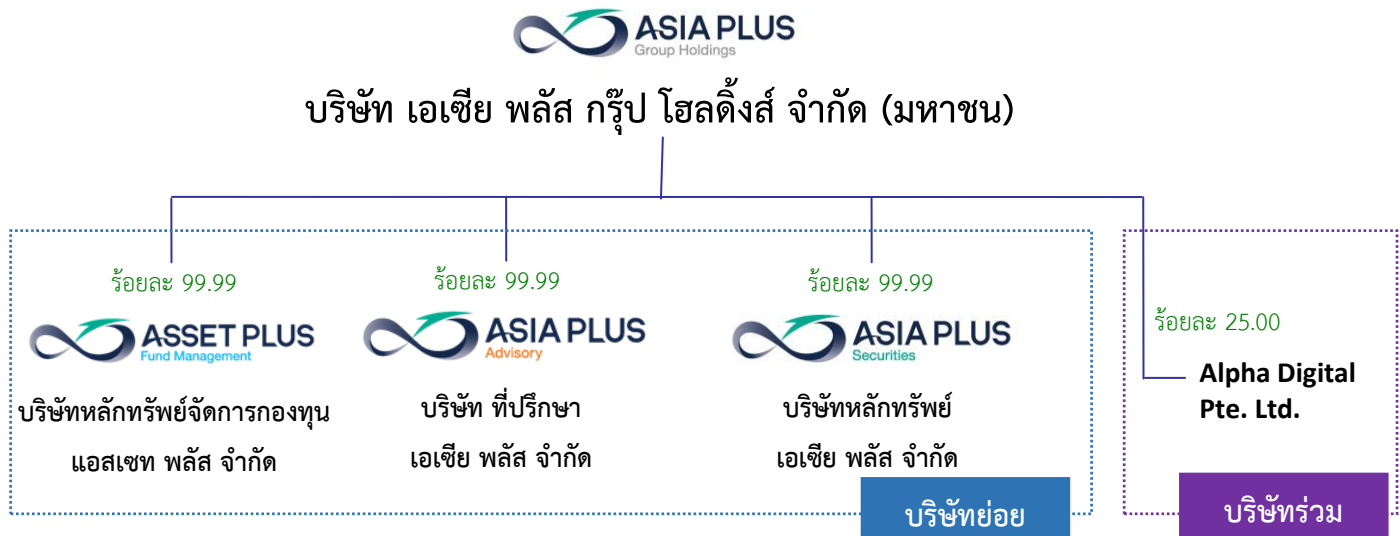 ASIA PLUS
Group Holdings
บริษัท เอเซีย พลัส กรุ๊ป โฮลดิ้งส์ จำกัด (มหาชน)
ร้อยละ 99.99
ASSET PLUS
Fund Management
บริษัทหลักทรัพย์จัดการกองทุน
แอสเซท พลัส จำกัด
ร้อยละ 99.99
ASIA PLUS
Advisory
บริษัท ที่ปรึกษา
เอเซีย พลัส จำกัด
ร้อยละ 99.99
ASIA PLUS
Securities
บริษัทหลักทรัพย์
เอเซีย พลัส จำกัด
บริษัทย่อย
ร้อยละ 25.00
Alpha Digital
Pte. Ltd.
บริษัทร่วม